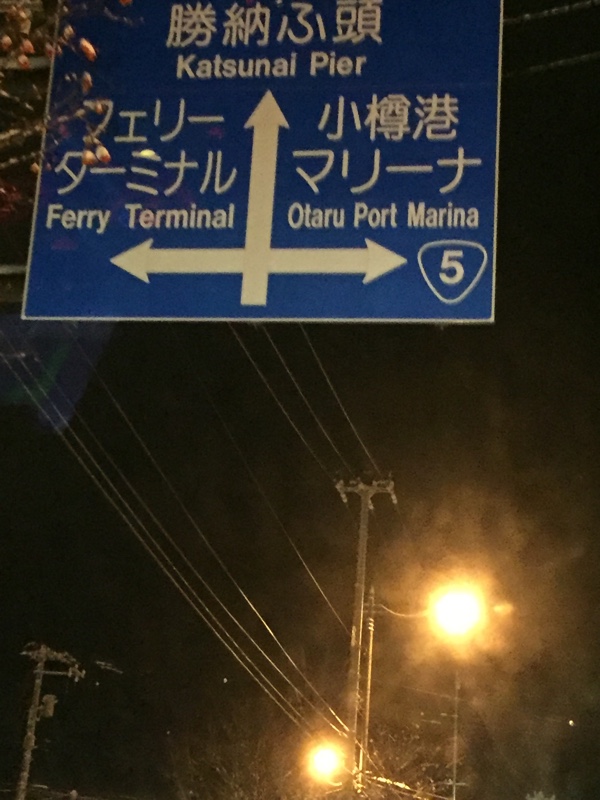 勝納ふ頭
Katsunai Pier
フェリー
ターミナル
Ferry Terminal
小樽港
マリーナ
Otaru Port Marina
5